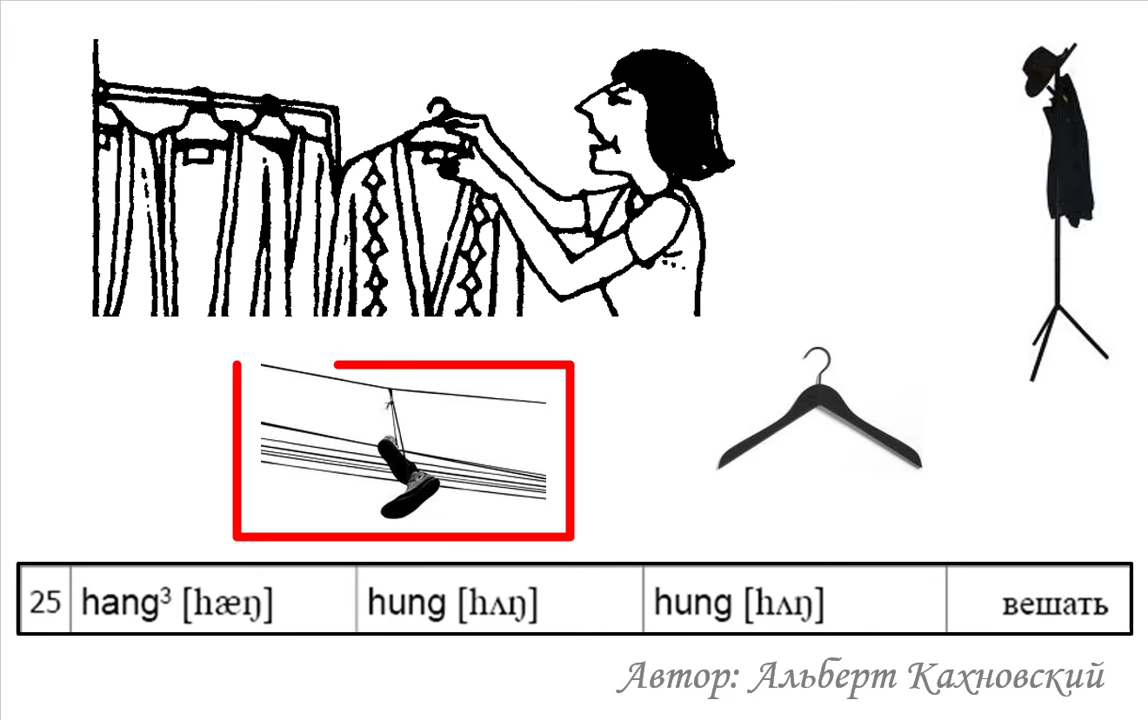 25 hang³ [hæŋ] hung [hʌŋ] hung [hʌŋ] вешать
Автор: Альберт Кахновский